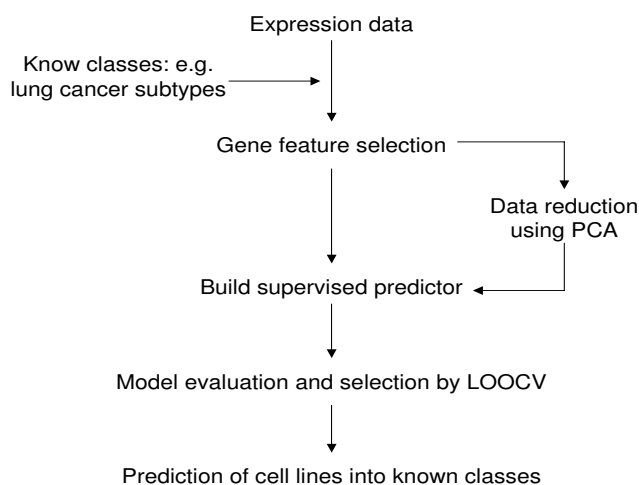 Expression data
Know classes: e.g.
lung cancer subtypes
Gene feature selection
Data reduction
using PCA
Build supervised predictor
Model evaluation and selection by LOOCV
Prediction of cell lines into known classes